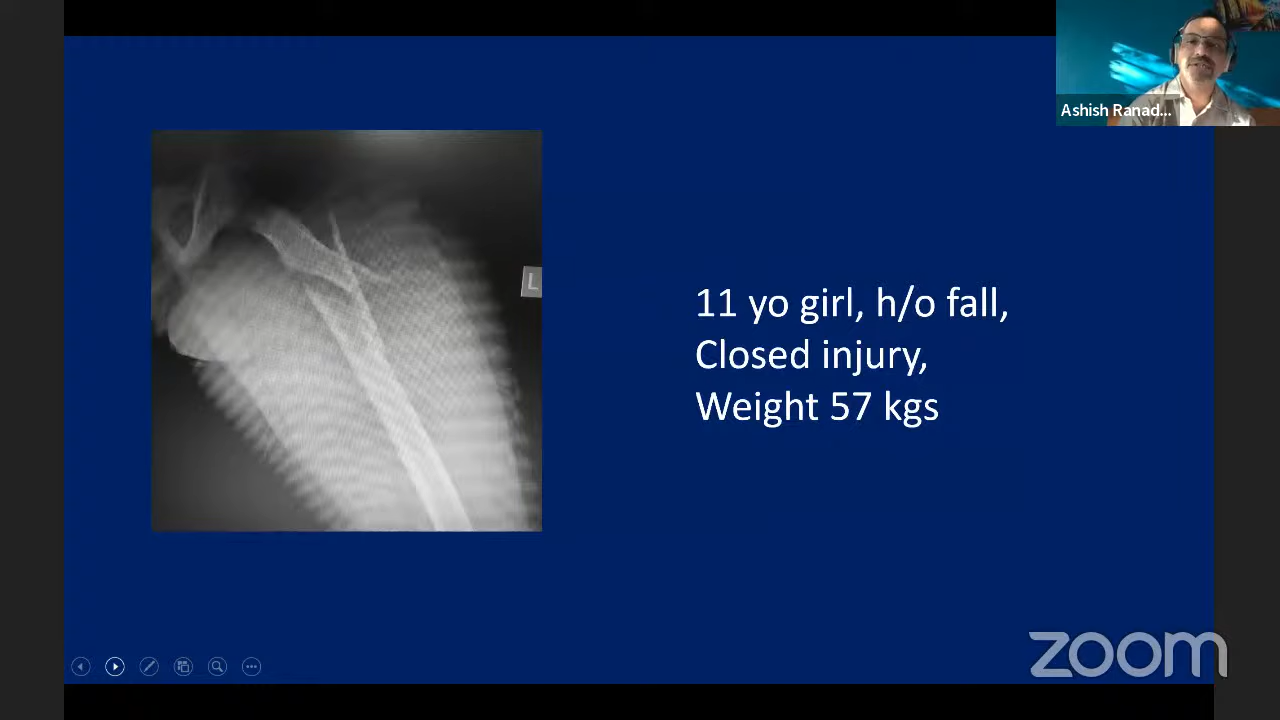 Ashish Ranad...
L
11 yo girl, h/o fall,
Closed injury,
Weight 57 kgs
zoom